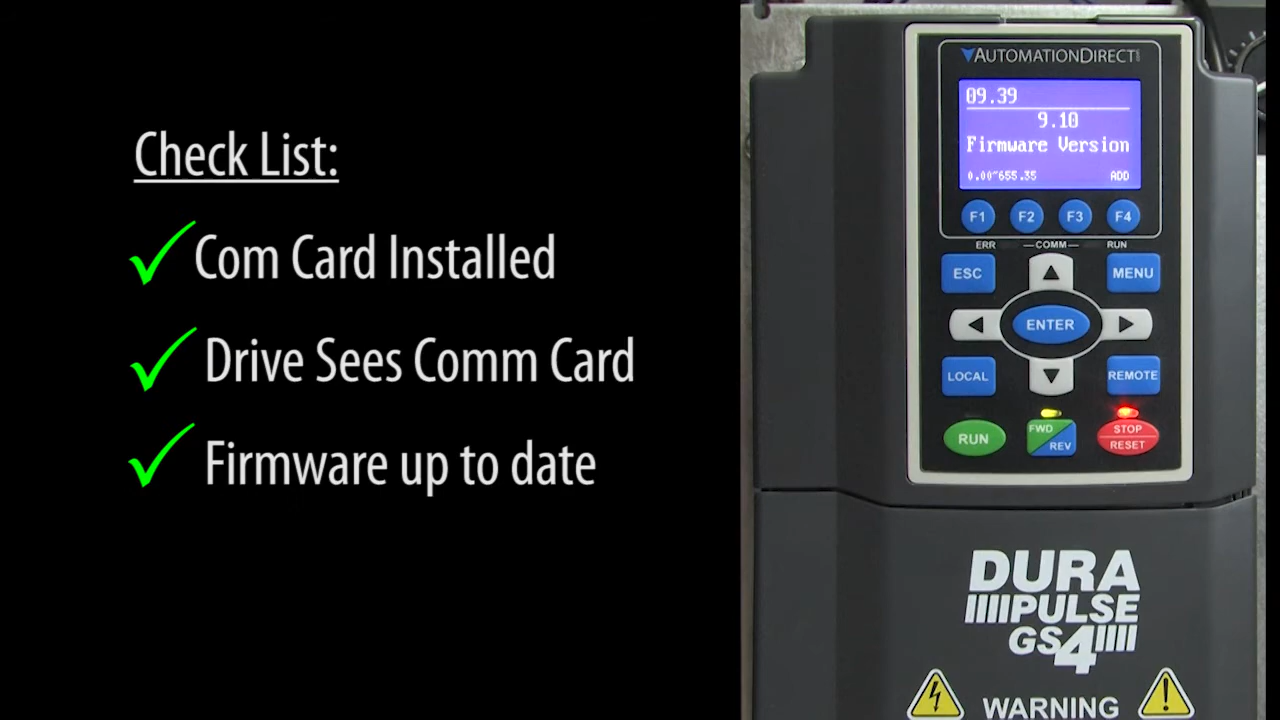 Check List:
Com Card Installed
Drive Sees Comm Card
Firmware up to date
AUTOMATIONDIRECT
09.39
9.10
Firmware Version
0.00~655.35 ADD
F1 F2 F3 F4
ERR COMM RUN
ESC MENU
ENTER
LOCAL REMOTE
RUN FWD REV STOP RESET
DURA
PULSE
GS4
WARNING